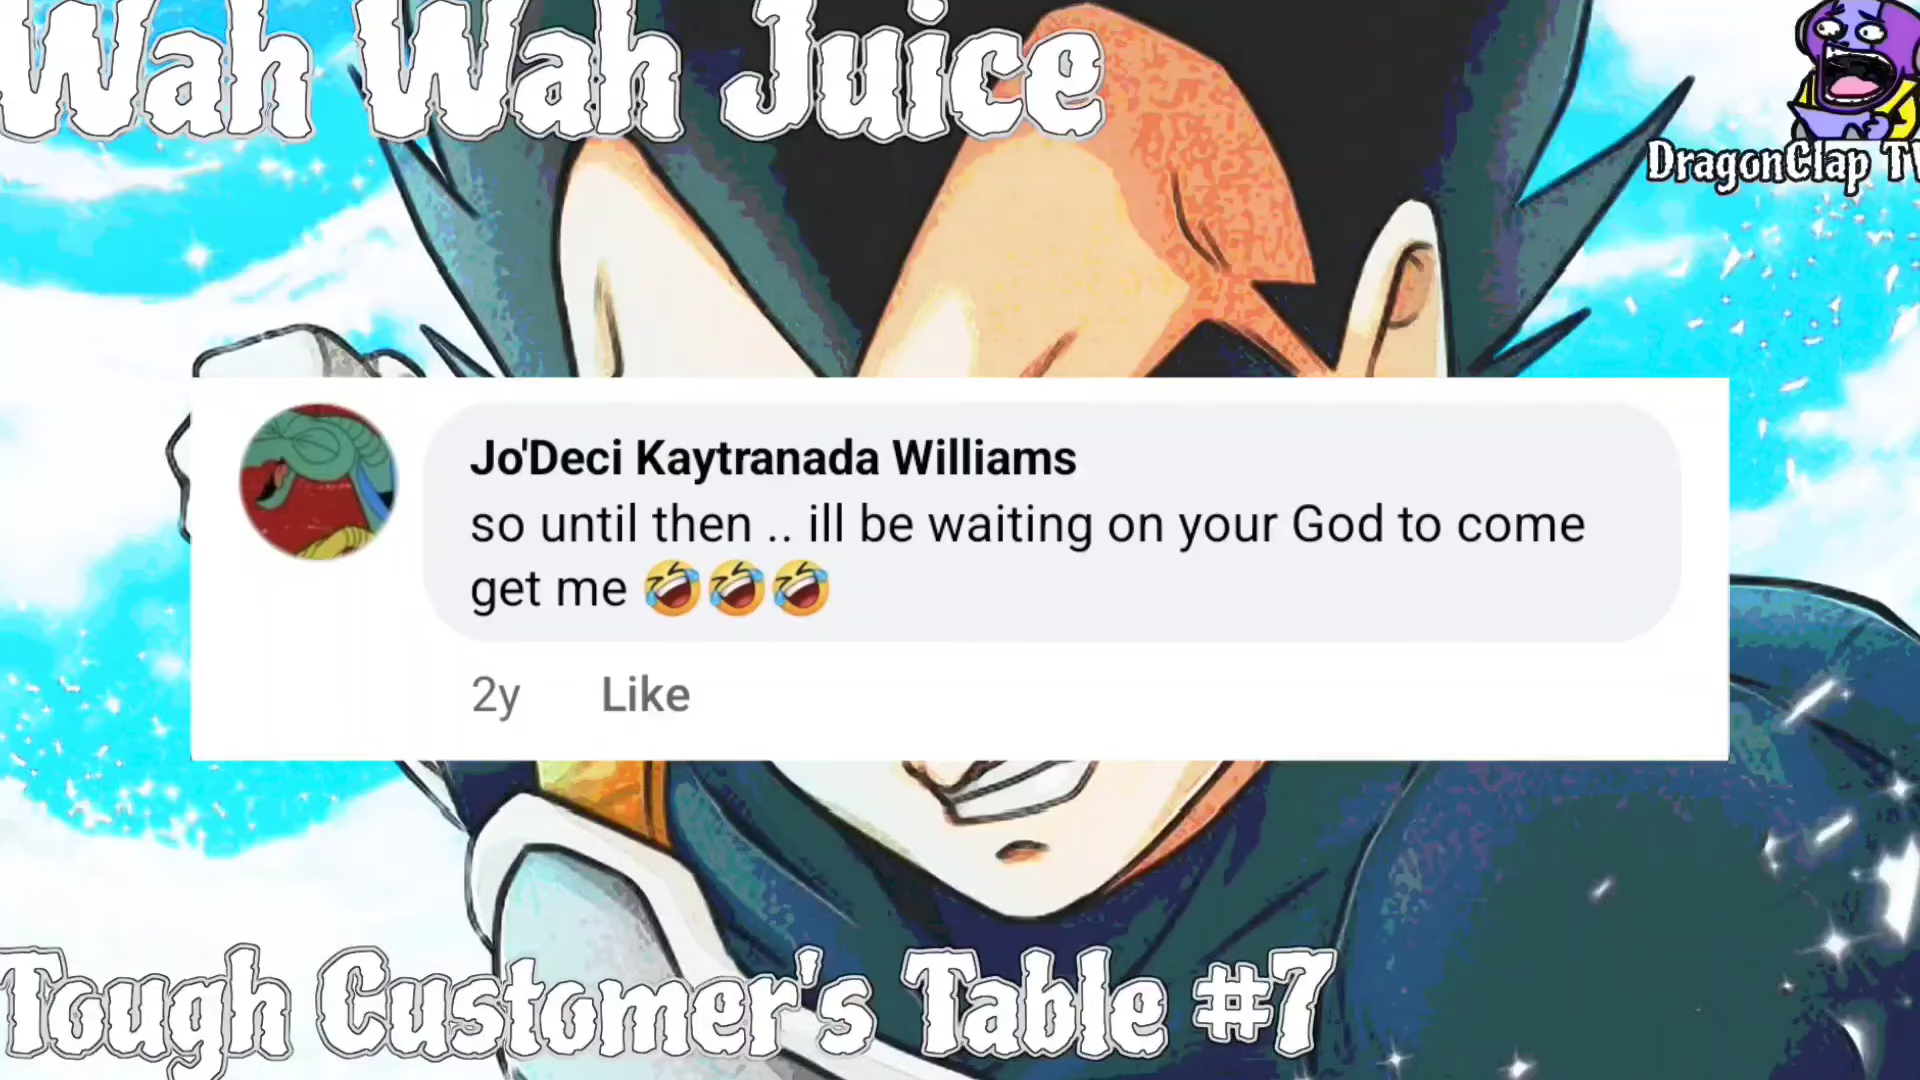 Wah Wah Juice
DragonClap TV
Jo'Deci Kaytranada Williams
so until then .. ill be waiting on your God to come
get me 🤣🤣🤣
2y Like
Tough Customer's Table #7